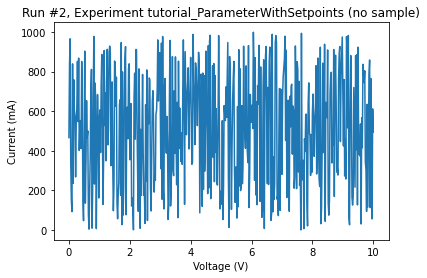 Run #2, Experiment tutorial_ParameterWithSetpoints (no sample)
1000
800
600
400
200
0
Current (mA)
0 2 4 6 8 10
Voltage (V)